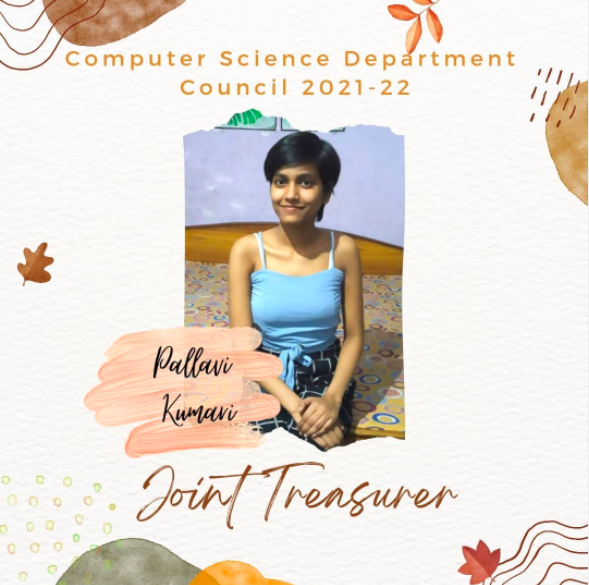 Computer Science Department
Council 2021-22
Pallavi
Kumari
Joint Treasurer